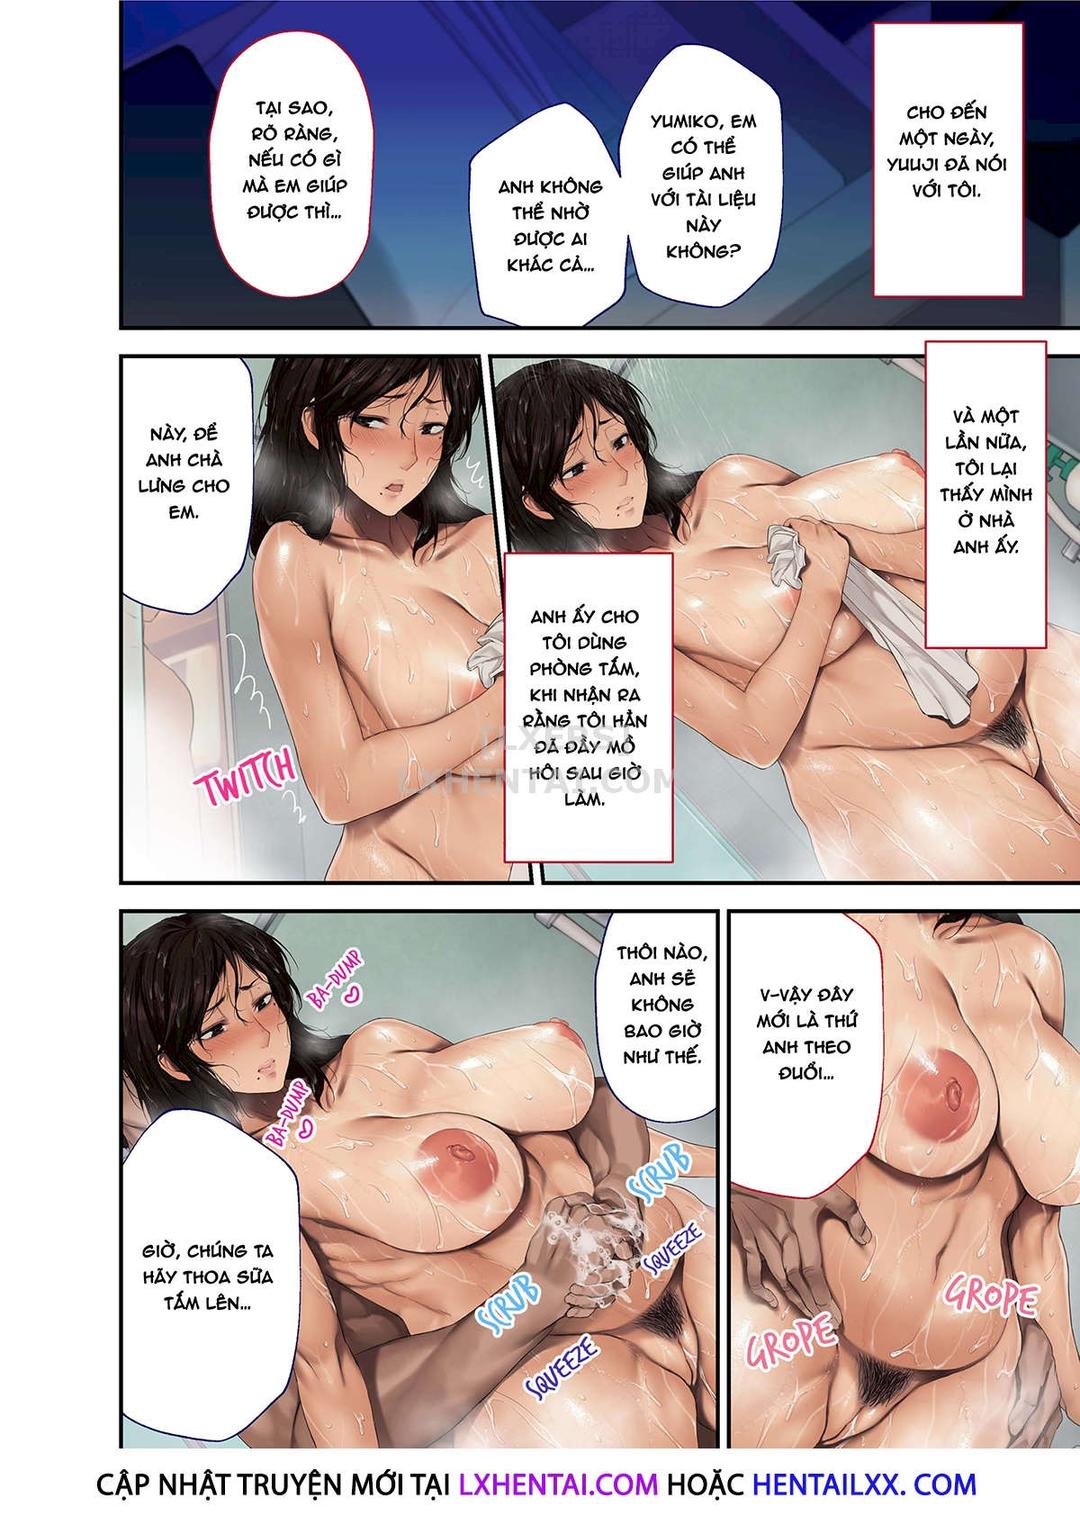 CHO ĐẾN
MỘT NGÀY,
YUUJI ĐÃ NÓI
VỚI TÔI.
YUMIKO, EM
CÓ THỂ
GIÚP ANH
VỚI TÀI LIỆU
NÀY
KHÔNG?
ANH KHÔNG
THỂ NHỜ
ĐƯỢC AI
KHÁC CẢ...
TẠI SAO,
RÕ RÀNG,
NẾU CÓ GÌ
MÀ EM GIÚP
ĐƯỢC THÌ...
VÀ MỘT
LẦN NỮA,
TÔI LẠI
THẤY MÌNH
Ở NHÀ
ANH ẤY.
ANH ẤY CHO
TÔI DÙNG
PHÒNG TẮM,
KHI NHẬN RA
RẰNG TÔI HẲN
ĐÃ ĐẦY MỒ
HÔI SAU GIỜ
LÀM.
NÀY, ĐỂ
ANH CHÀ
LƯNG CHO
EM.
TWITCH
LXHENTAI.COM
V-VẬY ĐÂY
MỚI LÀ THỨ
ANH THEO
ĐUỔI...
GROPE
GROPE
THÔI NÀO,
ANH SẼ
KHÔNG
BAO GIỜ
NHƯ THẾ.
BA-DUMP
BA-DUMP
SCRUB
SQUEEZE
SCRUB
SQUEEZE
GIỜ, CHÚNG TA
HÃY THOA SỮA
TẮM LÊN...
CẬP NHẬT TRUYỆN MỚI TẠI LXHENTAI.COM HOẶC HENTAILXX. COM